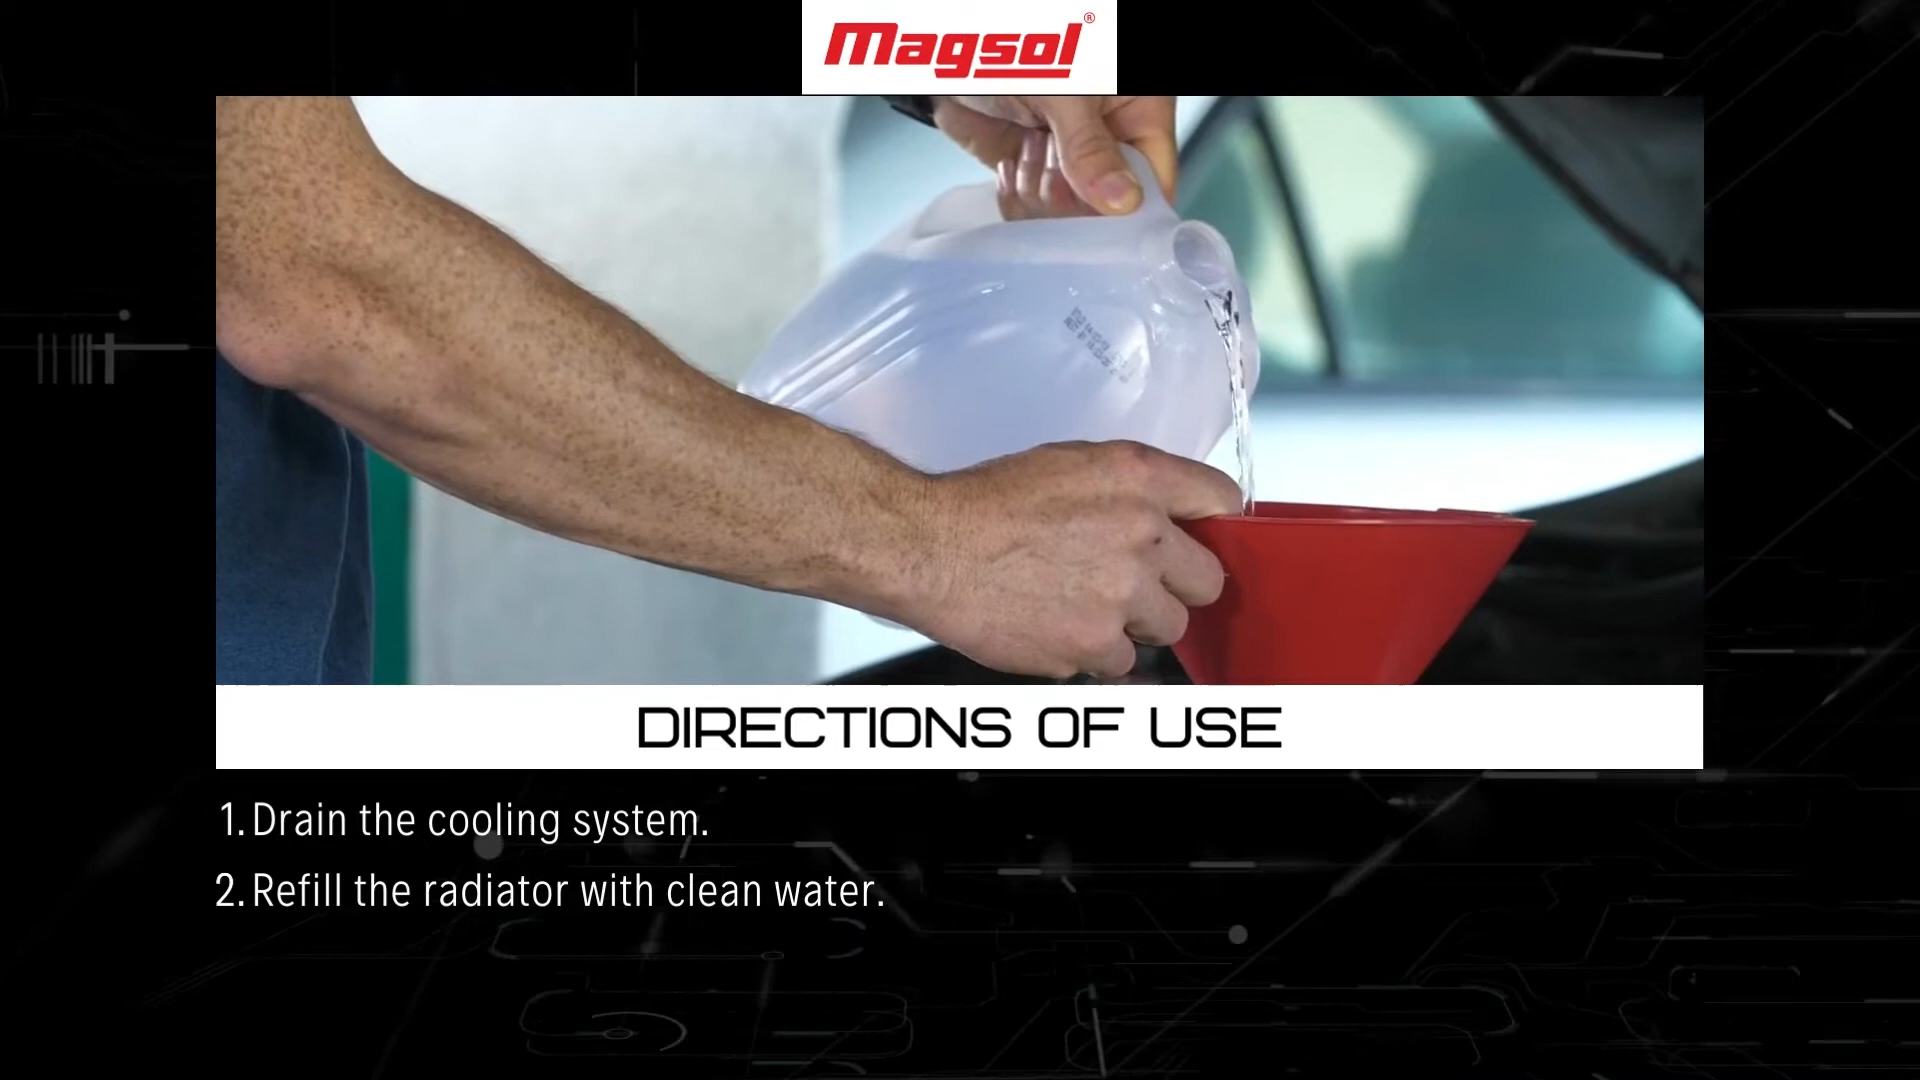 Magsol®
DIRECTIONS OF USE
1. Drain the cooling system.
2. Refill the radiator with clean water.